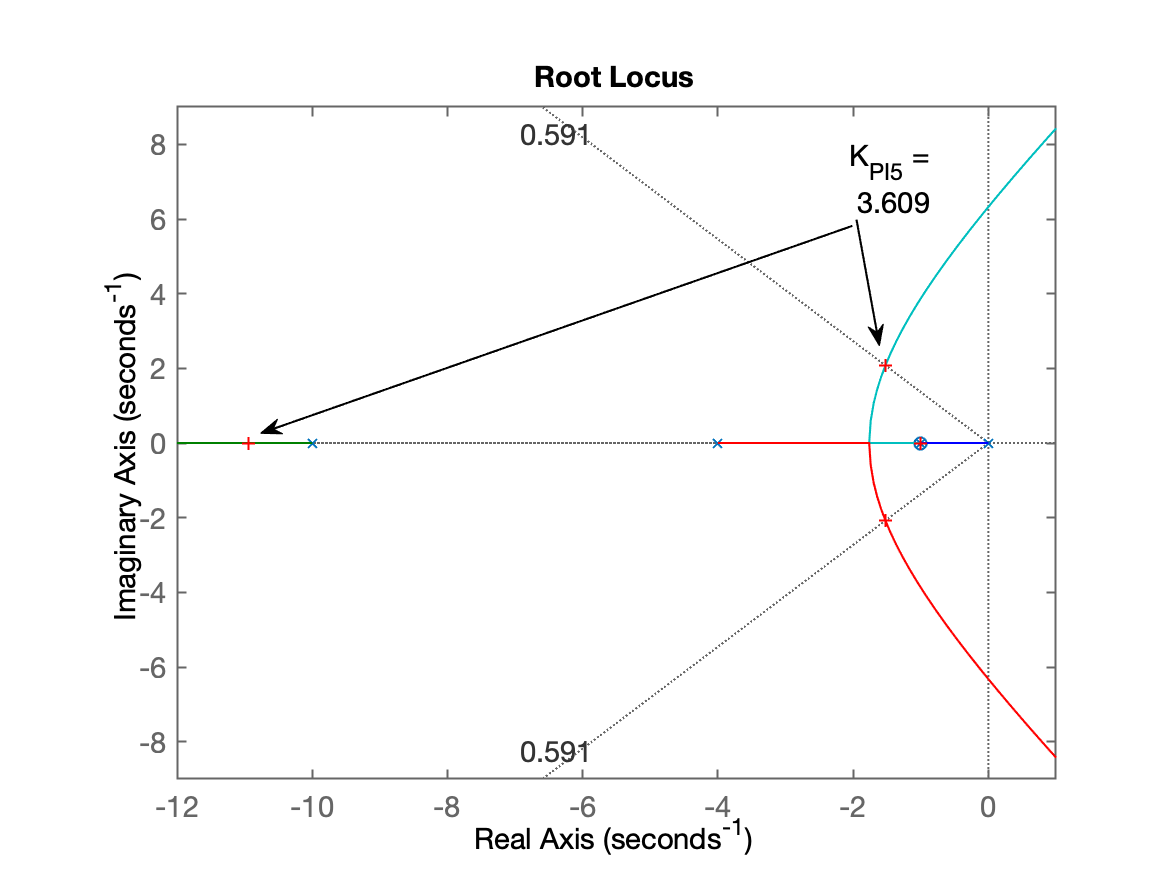 Root Locus
0.591
K_PI5 =
3.609
8
6
4
2
0
-2
-4
-6
-8
0.591
-12 -10 -8 -6 -4 -2 0
Real Axis (seconds^-1)
Imaginary Axis (seconds^-1)